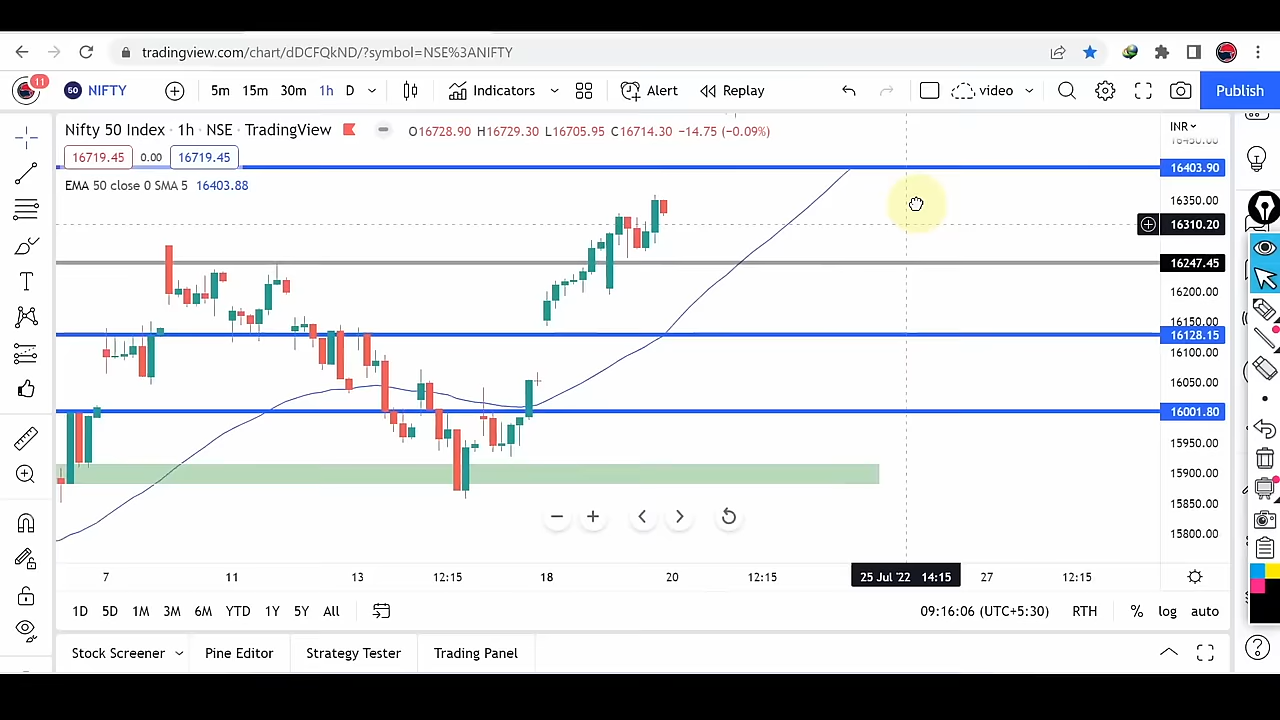 tradingview.com/chart/dDCFQkND/?symbol=NSE%3ANIFTY
11 50 NIFTY 5m 15m 30m 1h D Indicators Alert Replay video Publish
Nifty 50 Index · 1h · NSE · TradingView O16728.90 H16729.30 L16705.95 C16714.30 −14.75 (−0.09%) INR
16719.45 0.00 16719.45
EMA 50 close 0 SMA 5 16403.88
16403.90
16350.00
16310.20
16247.45
16200.00
16150.00
16128.15
16100.00
16050.00
16001.80
15950.00
15900.00
15850.00
15800.00
7 11 13 12:15 18 20 12:15 25 Jul '22 14:15 27 12:15
1D 5D 1M 3M 6M YTD 1Y 5Y All 09:16:06 (UTC+5:30) RTH % log auto
Stock Screener Pine Editor Strategy Tester Trading Panel